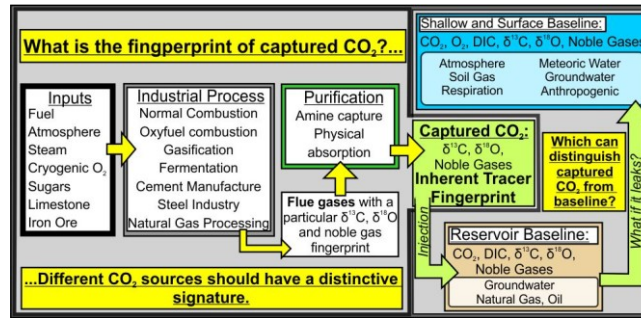 What is the fingperprint of captured CO₂?...
Inputs
Fuel
Atmosphere
Steam
Cryogenic O₂
Sugars
Limestone
Iron Ore
Industrial Process
Normal Combustion
Oxyfuel combustion
Gasification
Fermentation
Cement Manufacture
Steel Industry
Natural Gas Processing
Purification
Amine capture
Physical
absorption
Flue gases with a
particular δ¹³C, δ¹⁸O
and noble gas
fingerprint
...Different CO₂ sources should have a distinctive
signature.
Captured CO₂:
δ¹³C, δ¹⁸O,
Noble Gases
Inherent Tracer
Fingerprint
Injection
Shallow and Surface Baseline:
CO₂, O₂, DIC, δ¹³C, δ¹⁸O, Noble Gases
Atmosphere
Soil Gas
Respiration
Meteoric Water
Groundwater
Anthropogenic
Which can
distinguish
captured
CO₂ from
baseline?
What if it leaks?
Reservoir Baseline:
CO₂, DIC, δ¹³C, δ¹⁸O,
Noble Gases
Groundwater
Natural Gas, Oil